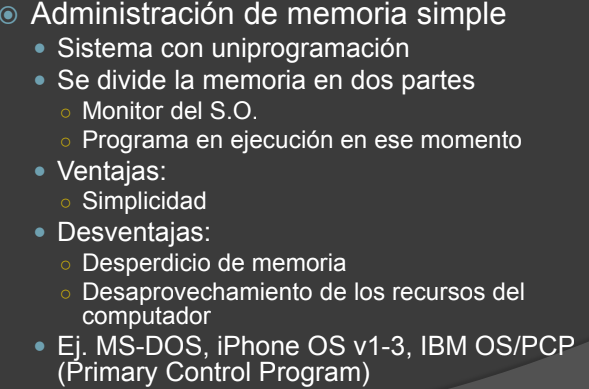 Administración de memoria simple
Sistema con uniprogramación
Se divide la memoria en dos partes
Monitor del S.O.
Programa en ejecución en ese momento
Ventajas:
Simplicidad
Desventajas:
Desperdicio de memoria
Desaprovechamiento de los recursos del
computador
Ej. MS-DOS, iPhone OS v1-3, IBM OS/PCP
(Primary Control Program)